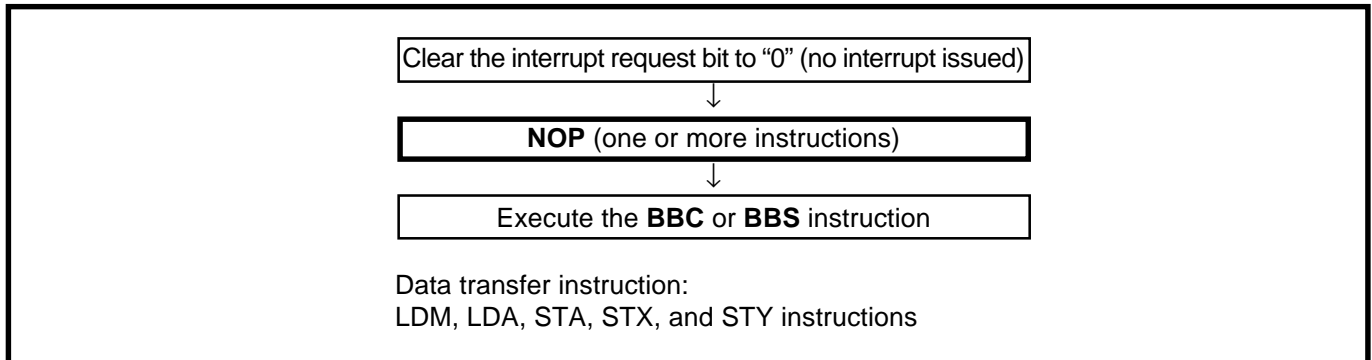 Clear the interrupt request bit to “0” (no interrupt issued)
↓
NOP (one or more instructions)
↓
Execute the BBC or BBS instruction
Data transfer instruction:
LDM, LDA, STA, STX, and STY instructions